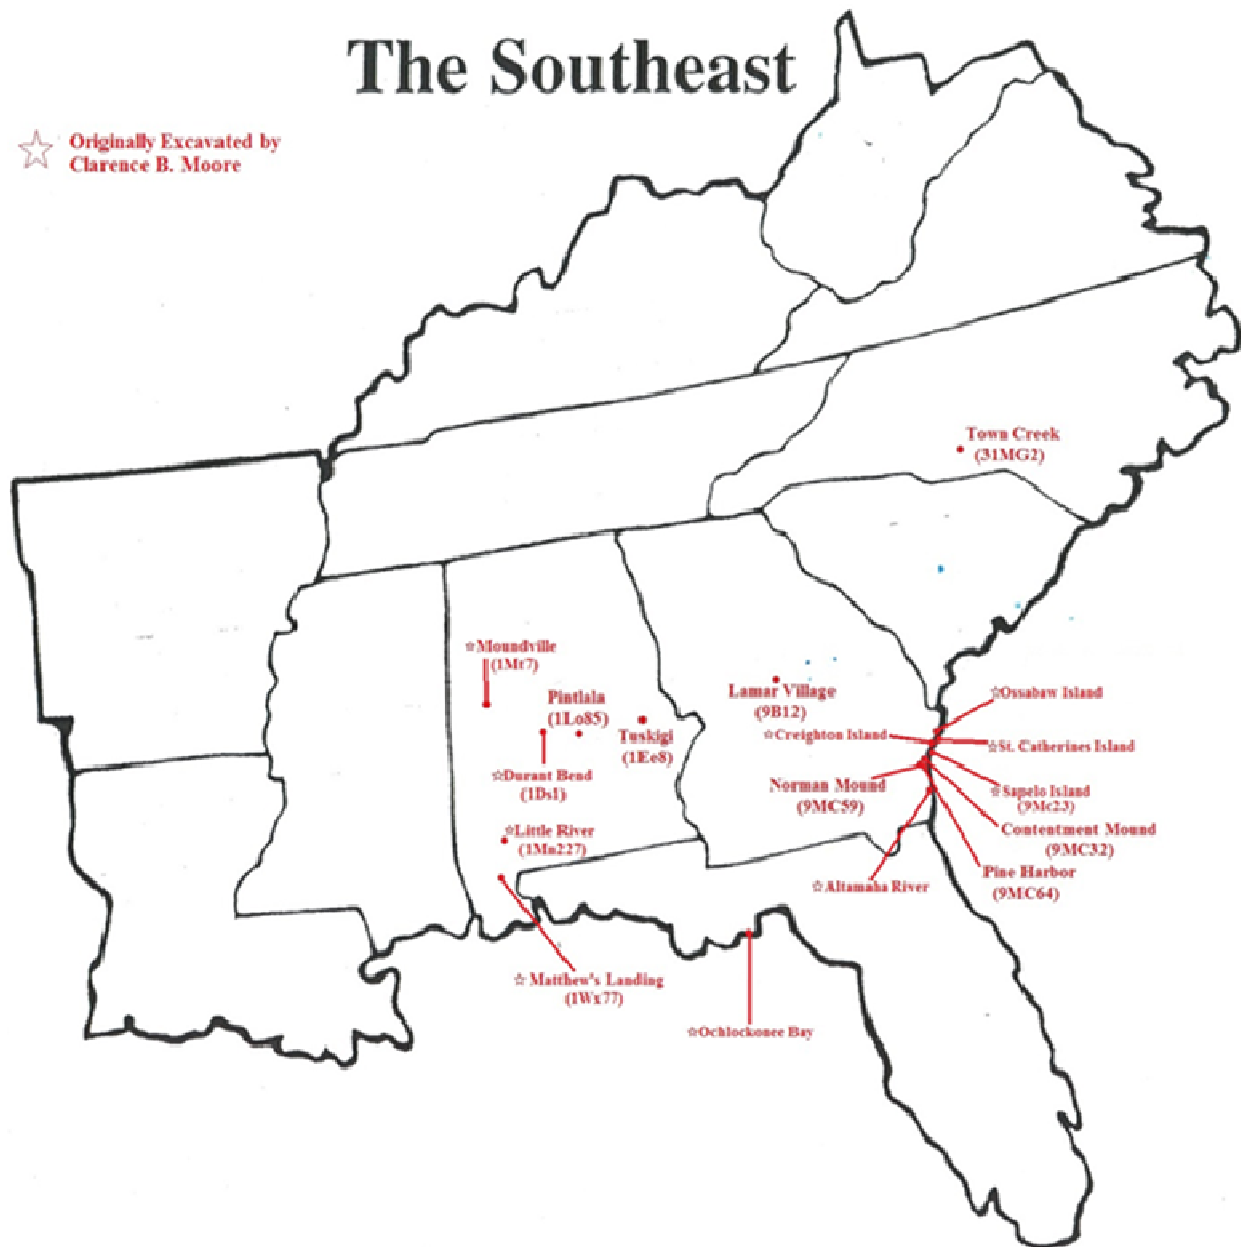 The Southeast
☆ Originally Excavated by
Clarence B. Moore
Town Creek
(31MG2)
☆Moundville
(1Mt7)
Pintlala
(1Lo85)
Tuskigi
(1Ee8)
☆Durant Bend
(1Ds1)
☆Little River
(1Mn227)
☆Matthew's Landing
(1Wx77)
Lamar Village
(9B12)
☆Creighton Island
Norman Mound
(9MC59)
☆Ossabaw Island
☆St. Catherines Island
☆Sapelo Island
(9Mc23)
Contentment Mound
(9MC32)
Pine Harbor
(9MC64)
☆Altamaha River
☆Ochlockonee Bay